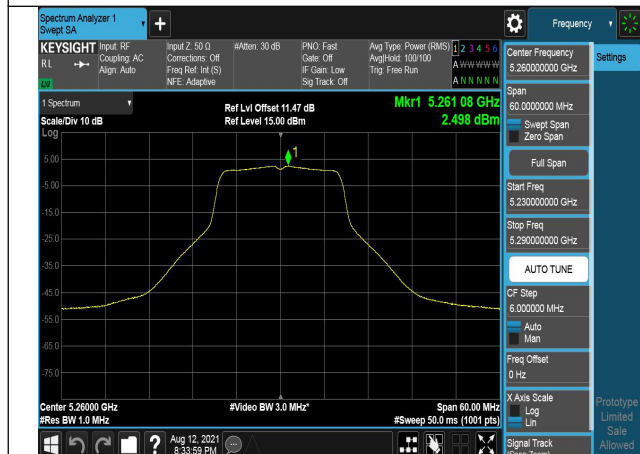 Spectrum Analyzer 1
Swept SA
+
Frequency
KEYSIGHT
RL
LU
Input: RF
Coupling: AC
Align: Auto
Input Z: 50 Ω
Corrections: Off
Freq Ref: Int (S)
NFE: Adaptive
#Atten: 30 dB
PNO: Fast
Gate: Off
IF Gain: Low
Sig Track: Off
Avg Type: Power (RMS)
Avg|Hold: 100/100
Trig: Free Run
1 2 3 4 5 6
A W W W W W
A N N N N N
1 Spectrum
Scale/Div 10 dB
Ref Lvl Offset 11.47 dB
Ref Level 15.00 dBm
Mkr1 5.261 08 GHz
2.498 dBm
Log
1
5.00
-5.00
-15.0
-25.0
-35.0
-45.0
-55.0
-65.0
-75.0
Center 5.26000 GHz
#Res BW 1.0 MHz
#Video BW 3.0 MHz*
Span 60.00 MHz
#Sweep 50.0 ms (1001 pts)
?
Aug 12, 2021
8:33:59 PM
Center Frequency
5.260000000 GHz
Span
60.0000000 MHz
Swept Span
Zero Span
Full Span
Start Freq
5.230000000 GHz
Stop Freq
5.290000000 GHz
AUTO TUNE
CF Step
6.000000 MHz
Auto
Man
Freq Offset
0 Hz
X Axis Scale
Log
Lin
Signal Track
(Span Zoom)
Settings
Prototype
Limited
Sale
Allowed